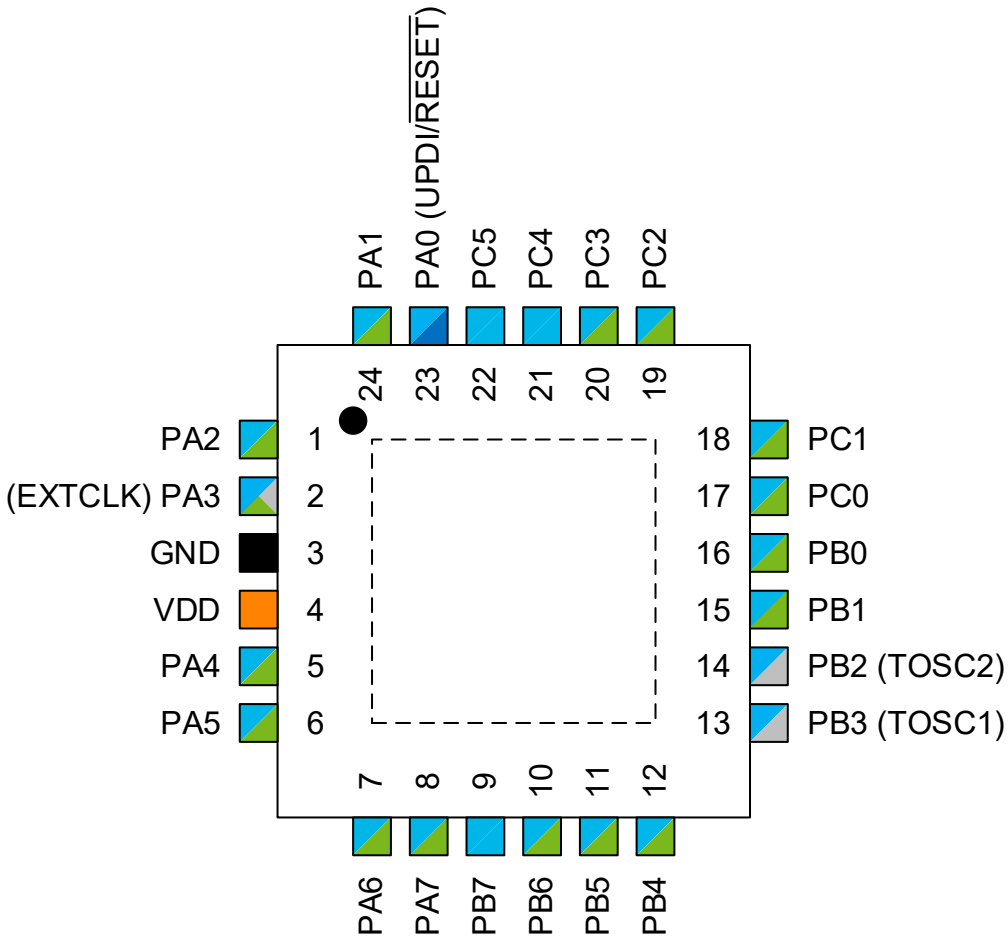 PA1
PA0 (UPDI/RESET)
PC5
PC4
PC3
PC2
24
23
22
21
20
19
PA2
1
(EXTCLK) PA3
2
GND
3
VDD
4
PA4
5
PA5
6
18
PC1
17
PC0
16
PB0
15
PB1
14
PB2 (TOSC2)
13
PB3 (TOSC1)
7
8
9
10
11
12
PA6
PA7
PB7
PB6
PB5
PB4